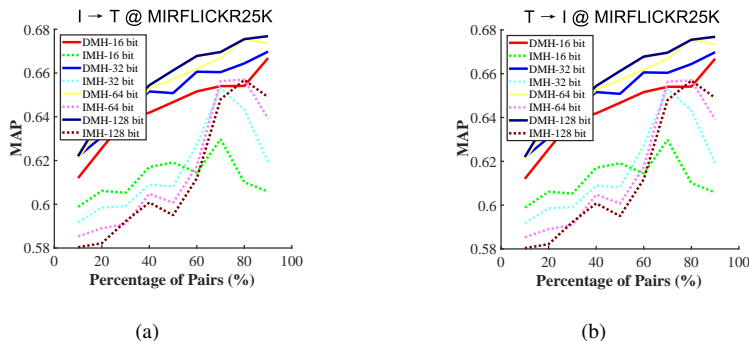 I → T @ MIRFLICKR25K
0.68
0.66
0.64
0.62
0.6
0.58
MAP
DMH-16 bit
IMH-16 bit
DMH-32 bit
IMH-32 bit
DMH-64 bit
IMH-64 bit
DMH-128 bit
IMH-128 bit
0 20 40 60 80 100
Percentage of Pairs (%)
(a)
T → I @ MIRFLICKR25K
0.68
0.66
0.64
0.62
0.6
0.58
MAP
DMH-16 bit
IMH-16 bit
DMH-32 bit
IMH-32 bit
DMH-64 bit
IMH-64 bit
DMH-128 bit
IMH-128 bit
0 20 40 60 80 100
Percentage of Pairs (%)
(b)